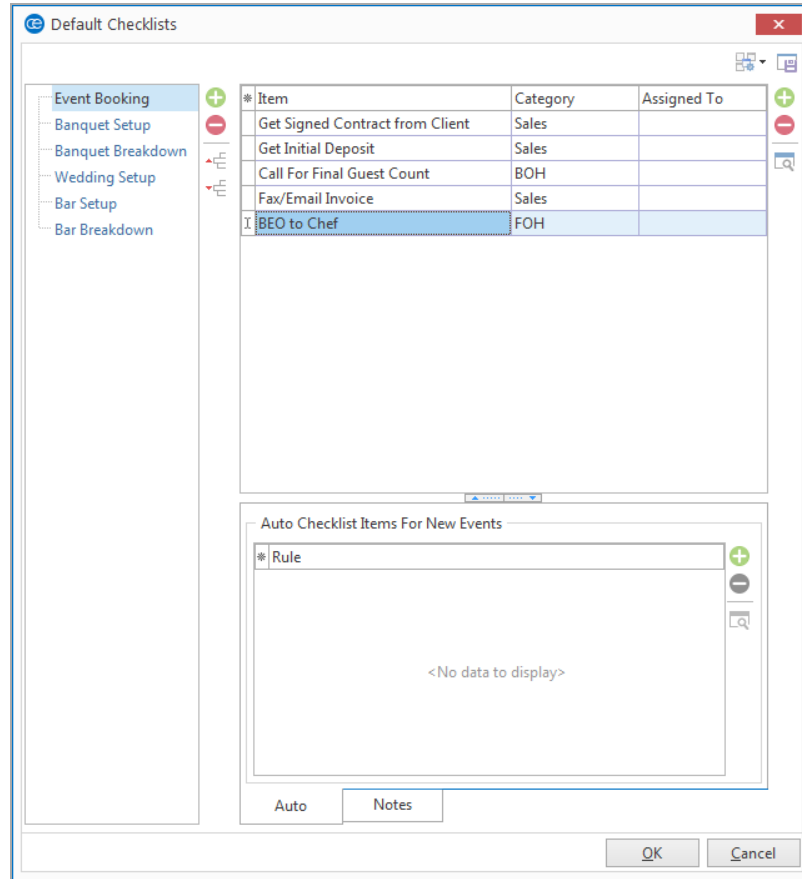 Default Checklists
Event Booking
Banquet Setup
Banquet Breakdown
Wedding Setup
Bar Setup
Bar Breakdown
Item Category Assigned To
Get Signed Contract from Client Sales
Get Initial Deposit Sales
Call For Final Guest Count BOH
Fax/Email Invoice Sales
BEO to Chef FOH
Auto Checklist Items For New Events
Rule
<No data to display>
Auto Notes
OK Cancel